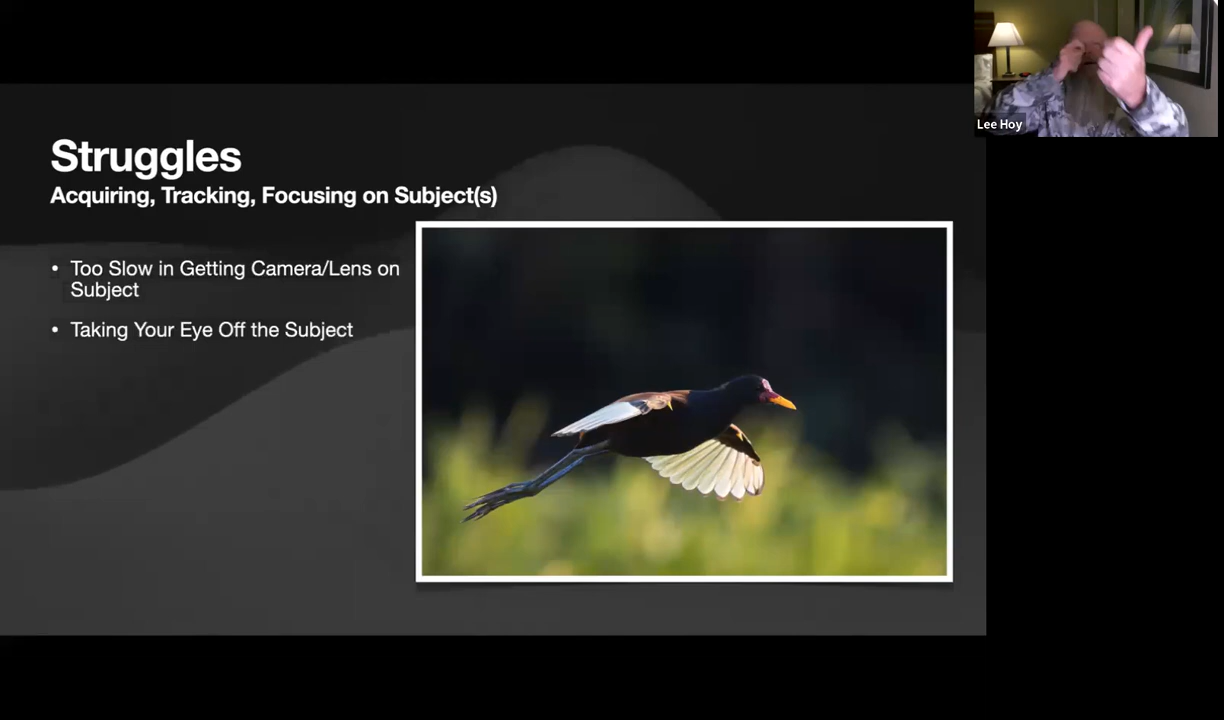 Lee Hoy
Struggles
Acquiring, Tracking, Focusing on Subject(s)
• Too Slow in Getting Camera/Lens on
Subject
• Taking Your Eye Off the Subject